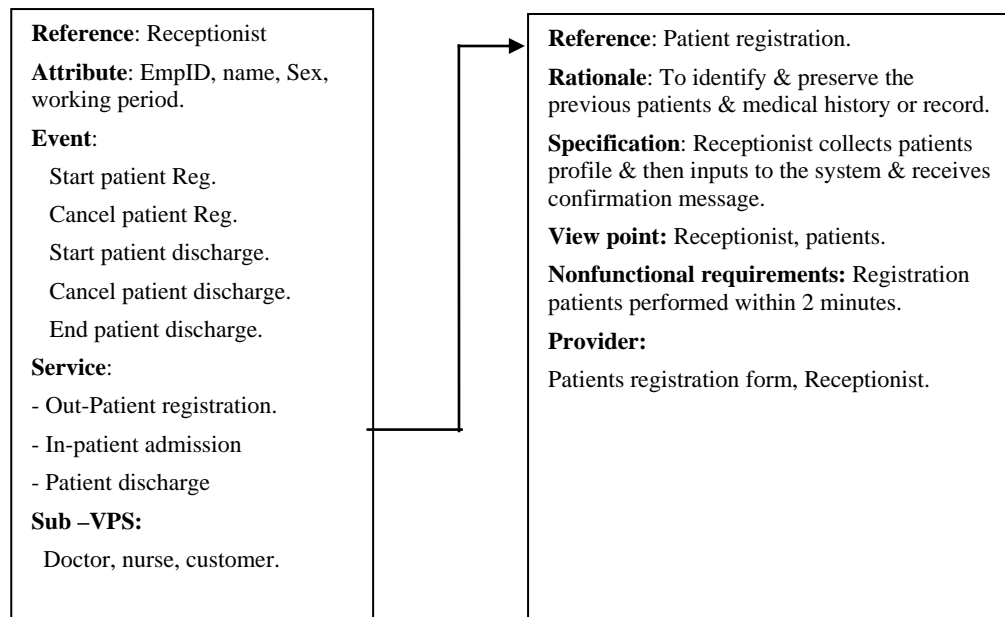 Reference: Receptionist
Attribute: EmpID, name, Sex,
working period.
Event:
Start patient Reg.
Cancel patient Reg.
Start patient discharge.
Cancel patient discharge.
End patient discharge.
Service:
- Out-Patient registration.
- In-patient admission
- Patient discharge
Sub –VPS:
Doctor, nurse, customer.
Reference: Patient registration.
Rationale: To identify & preserve the
previous patients & medical history or record.
Specification: Receptionist collects patients
profile & then inputs to the system & receives
confirmation message.
View point: Receptionist, patients.
Nonfunctional requirements: Registration
patients performed within 2 minutes.
Provider:
Patients registration form, Receptionist.